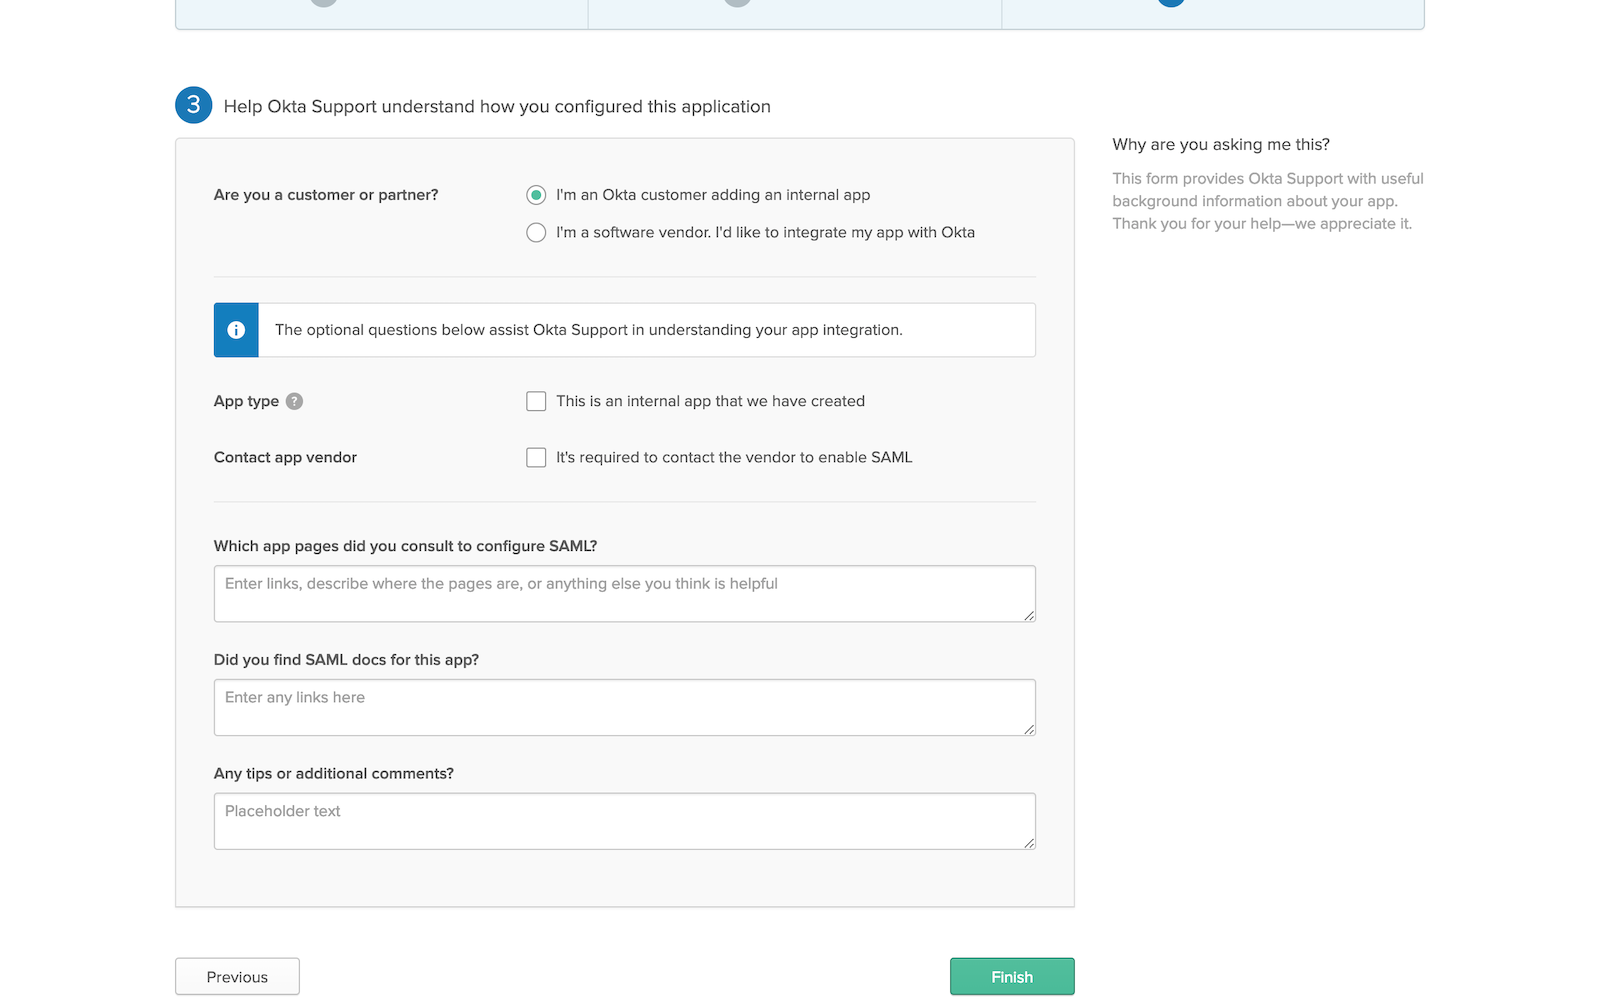 3 Help Okta Support understand how you configured this application
Why are you asking me this?
This form provides Okta Support with useful
background information about your app.
Thank you for your help—we appreciate it.
Are you a customer or partner?
I'm an Okta customer adding an internal app
I'm a software vendor. I'd like to integrate my app with Okta
The optional questions below assist Okta Support in understanding your app integration.
App type ?
This is an internal app that we have created
Contact app vendor
It's required to contact the vendor to enable SAML
Which app pages did you consult to configure SAML?
Enter links, describe where the pages are, or anything else you think is helpful
Did you find SAML docs for this app?
Enter any links here
Any tips or additional comments?
Placeholder text
Previous
Finish